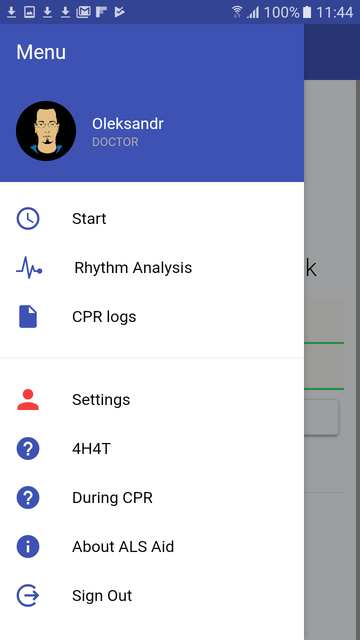 100% 11:44
Menu
Oleksandr
DOCTOR
Start
Rhythm Analysis
k
CPR logs
Settings
4H4T
During CPR
About ALS Aid
Sign Out